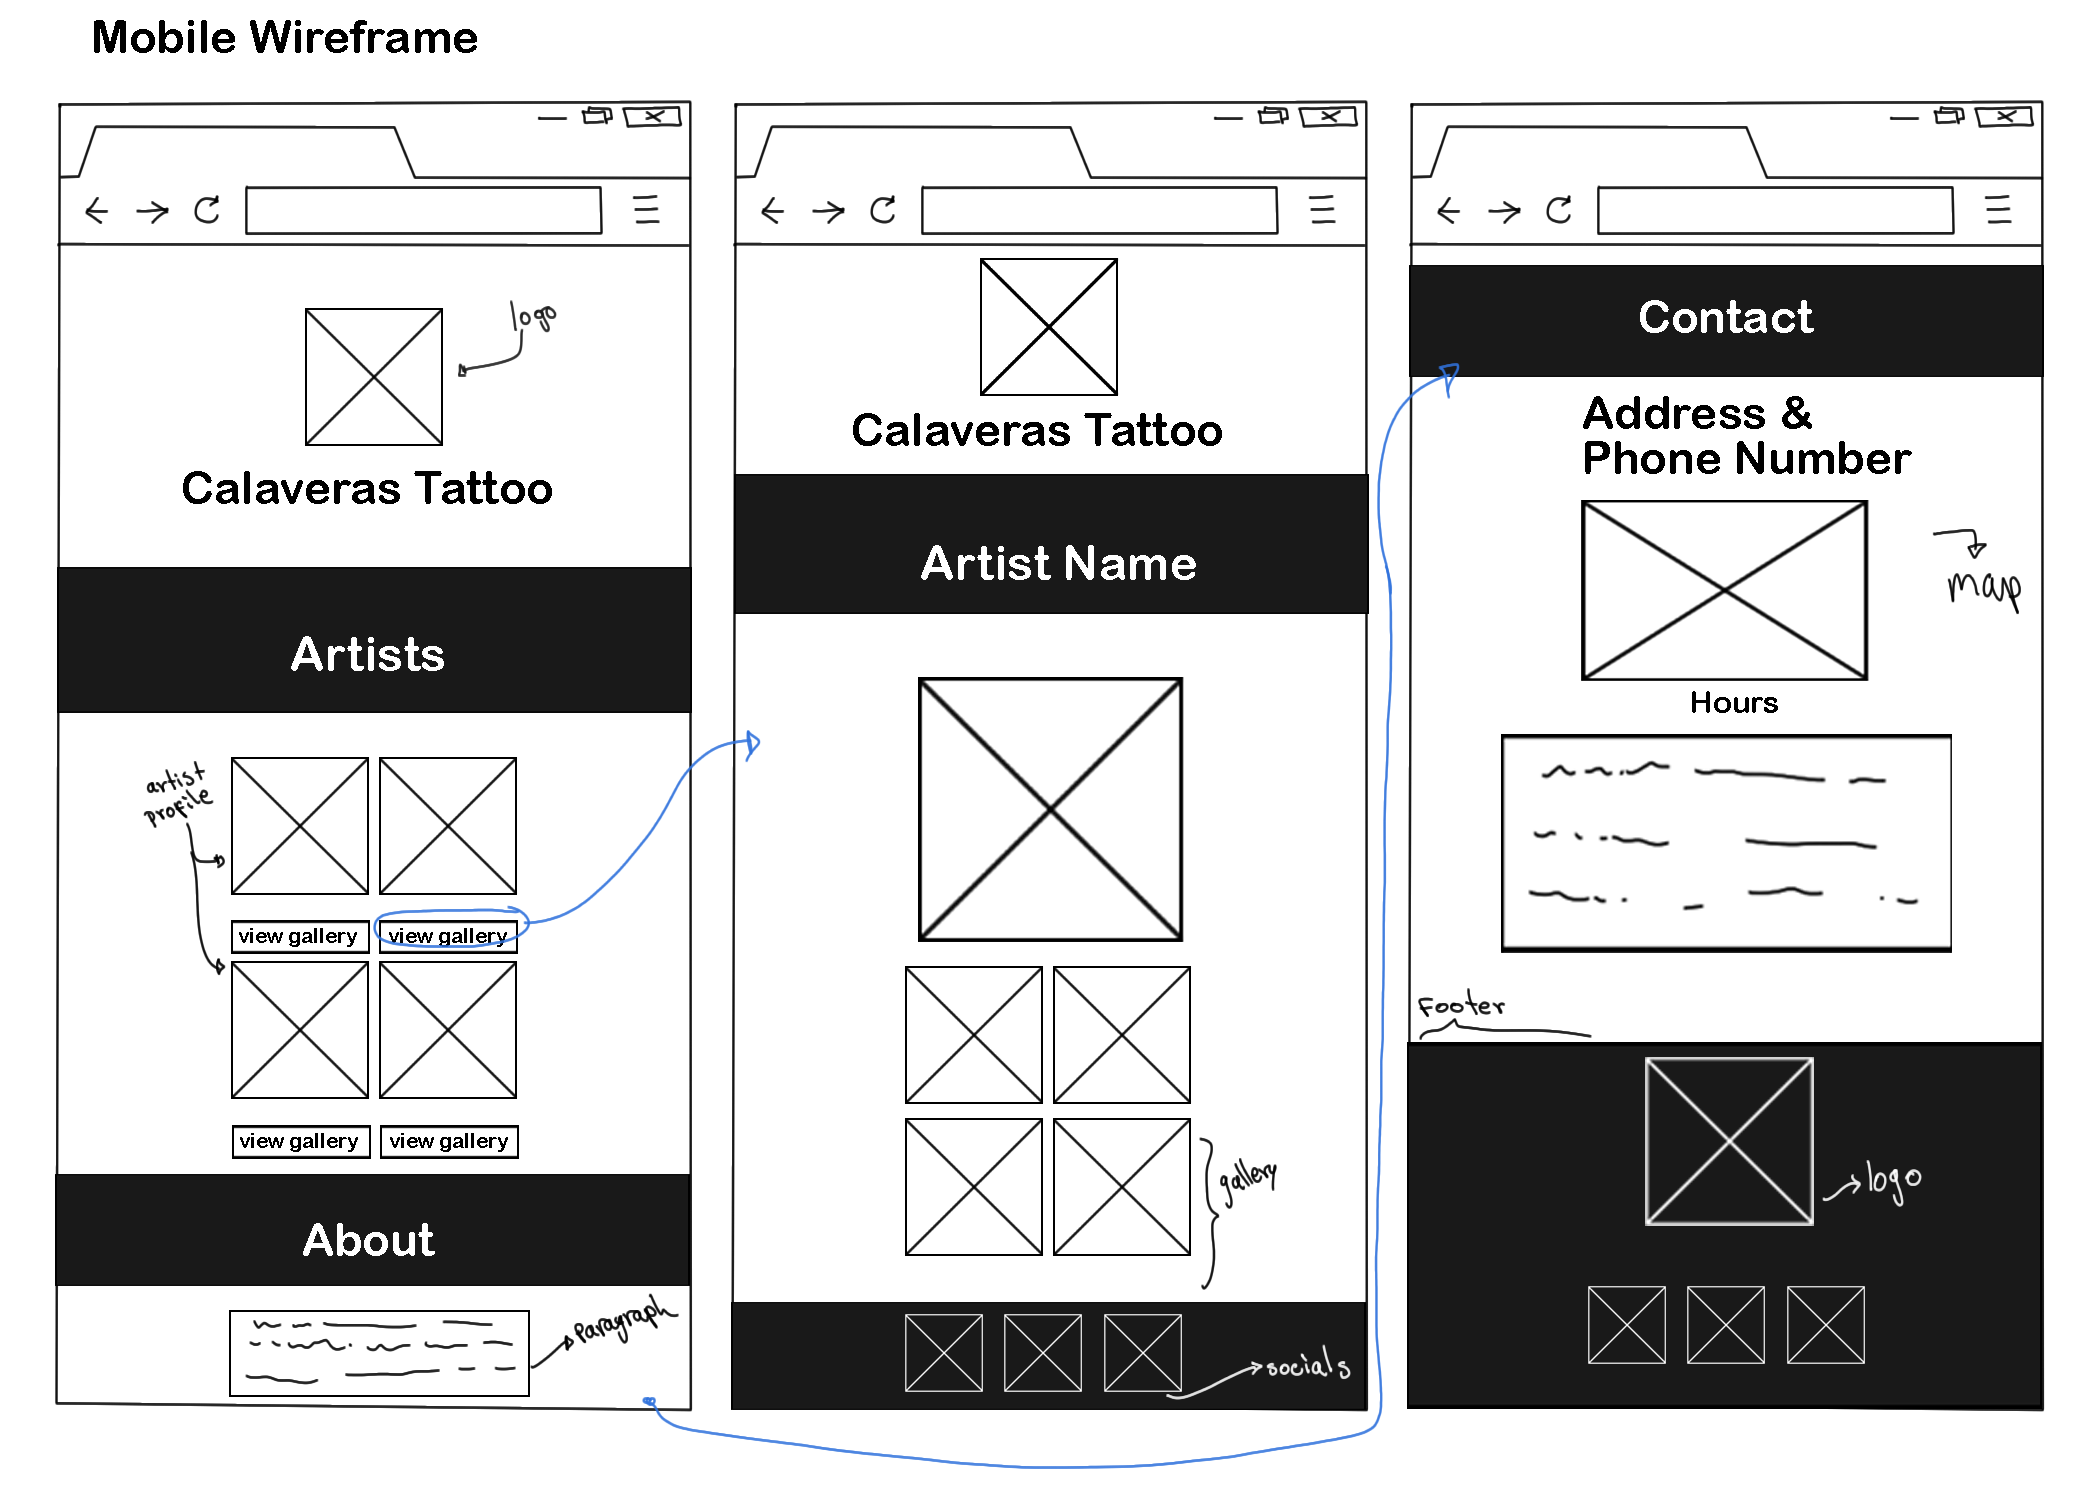 Mobile Wireframe
logo
Calaveras Tattoo
Artists
artist
profile
view gallery
view gallery
view gallery
view gallery
About
Paragraph
Calaveras Tattoo
Artist Name
gallery
socials
Contact
Address &
Phone Number
map
Hours
Footer
logo